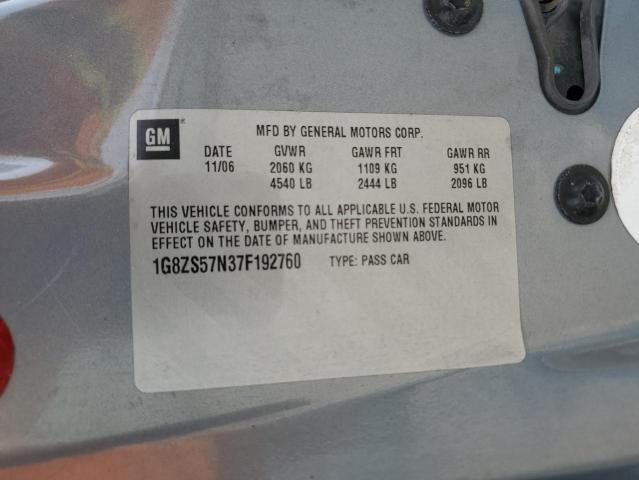 GM
MFD BY GENERAL MOTORS CORP.
DATE GVWR GAWR FRT GAWR RR
11/06 2060 KG 1109 KG 951 KG
4540 LB 2444 LB 2096 LB
THIS VEHICLE CONFORMS TO ALL APPLICABLE U.S. FEDERAL MOTOR
VEHICLE SAFETY, BUMPER, AND THEFT PREVENTION STANDARDS IN
EFFECT ON THE DATE OF MANUFACTURE SHOWN ABOVE.
1G8ZS57N37F192760 TYPE: PASS CAR